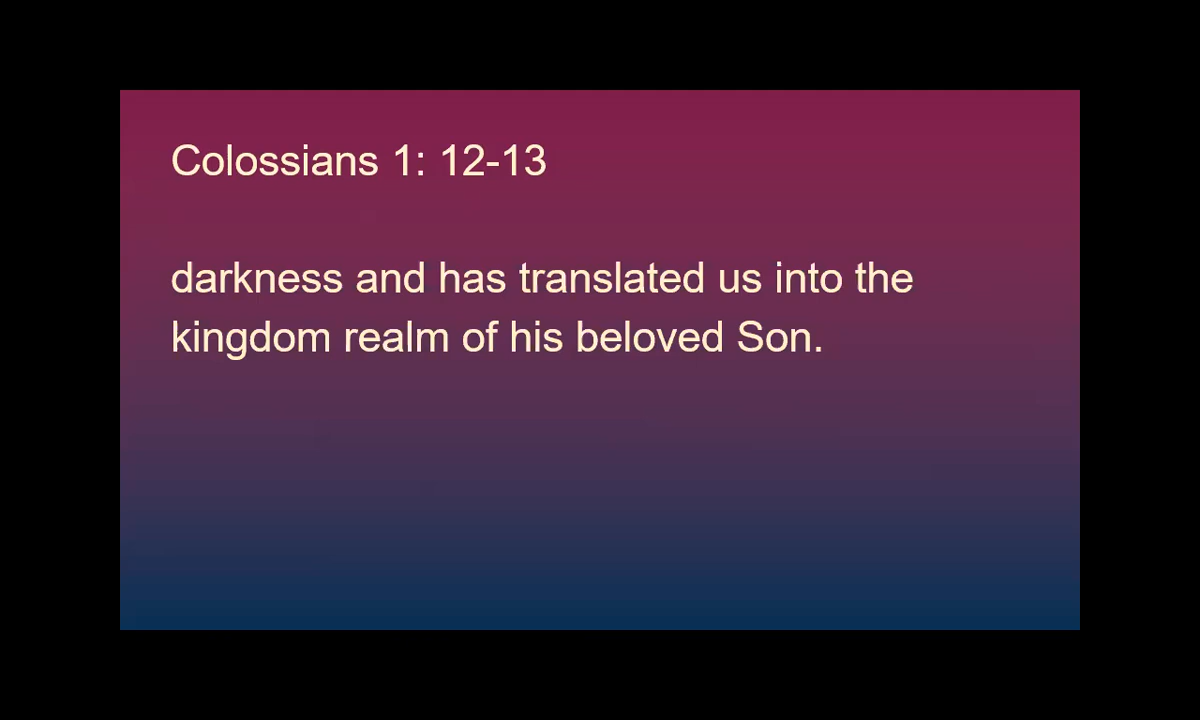 Colossians 1: 12-13
darkness and has translated us into the
kingdom realm of his beloved Son.